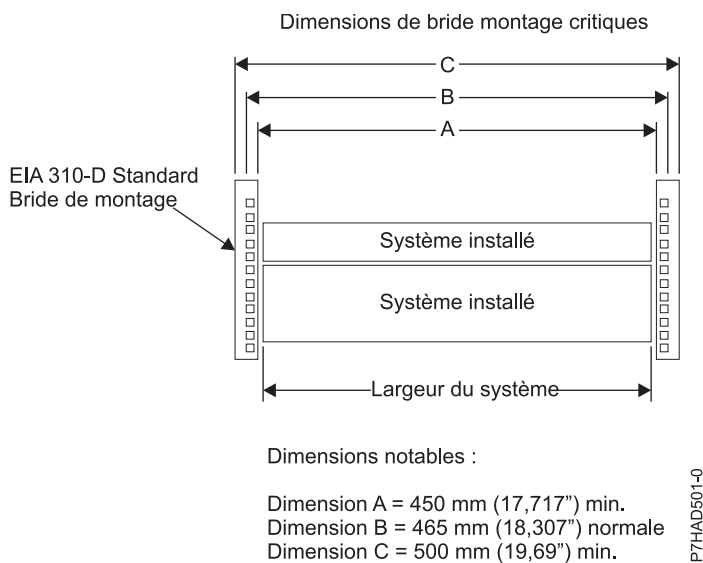 Dimensions de bride montage critiques
C
B
A
EIA 310-D Standard
Bride de montage
Système installé
Système installé
Largeur du système
Dimensions notables :
Dimension A = 450 mm (17,717”) min.
Dimension B = 465 mm (18,307”) normale
Dimension C = 500 mm (19,69”) min.
P7HAD501-0